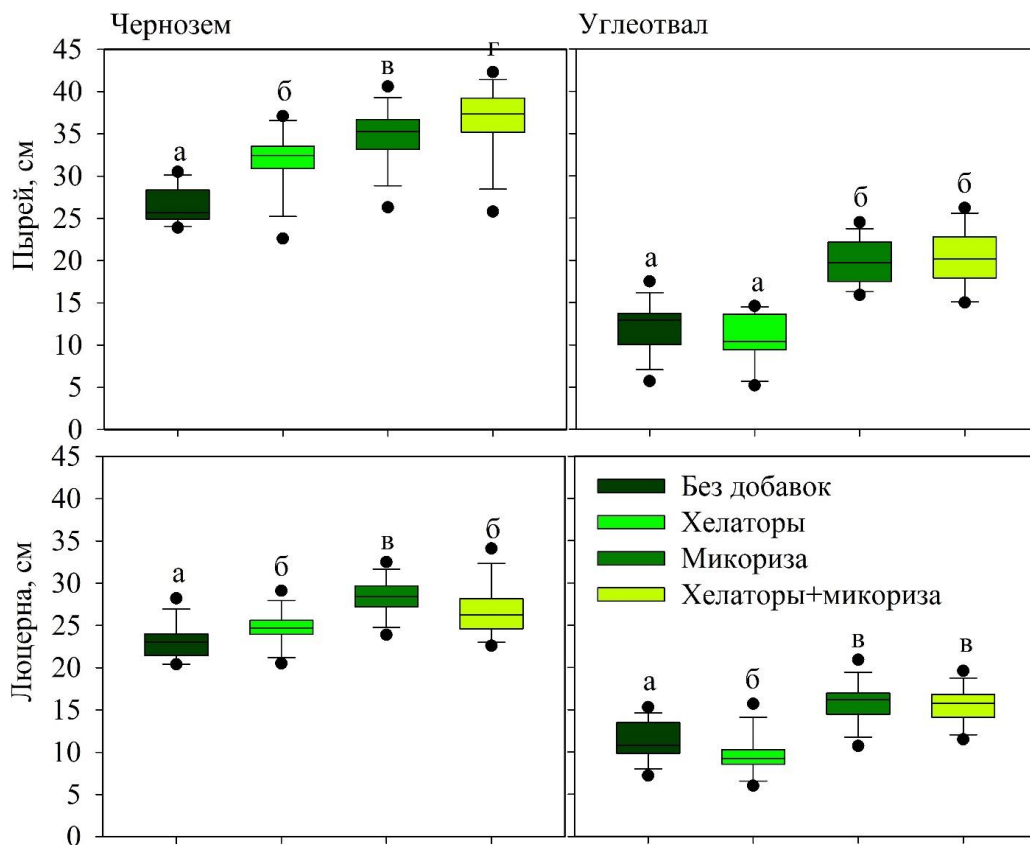 Чернозем
Углеотвал
Пырей, см
45
40
35
30
25
20
15
10
5
0
а
б
в
г
а
а
б
б
Люцерна, см
45
40
35
30
25
20
15
10
5
0
а
б
в
б
Без добавок
Хелаторы
Микориза
Хелаторы+микориза
а
б
в
в